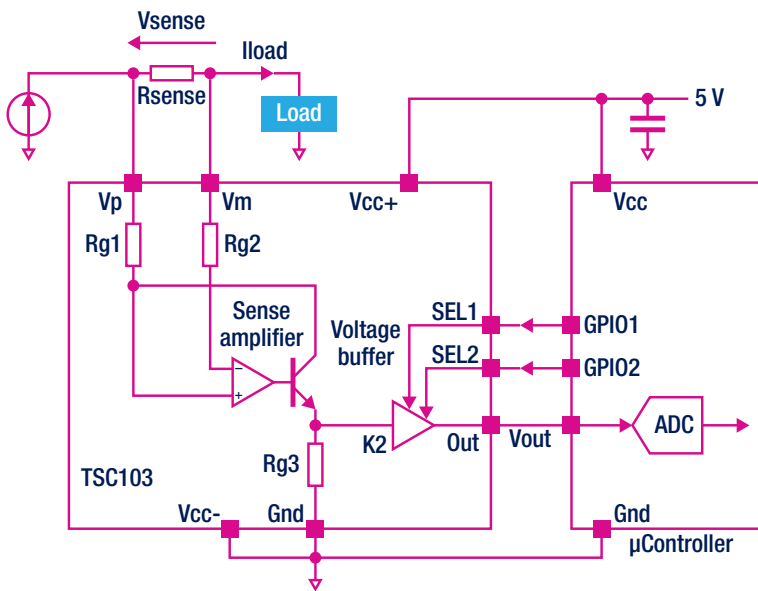 Vsense
Iload
Rsense
Load
5 V
Vp
Vm
Vcc+
Vcc
Rg1
Rg2
Sense
amplifier
Voltage
buffer
SEL1
GPIO1
SEL2
GPIO2
−
+
K2
Out
Vout
ADC
Rg3
TSC103
Vcc-
Gnd
Gnd
µController